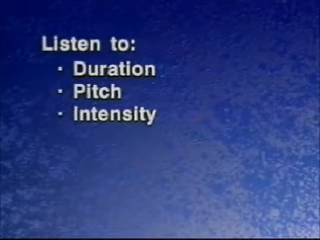 Listen to:
· Duration
· Pitch
· Intensity